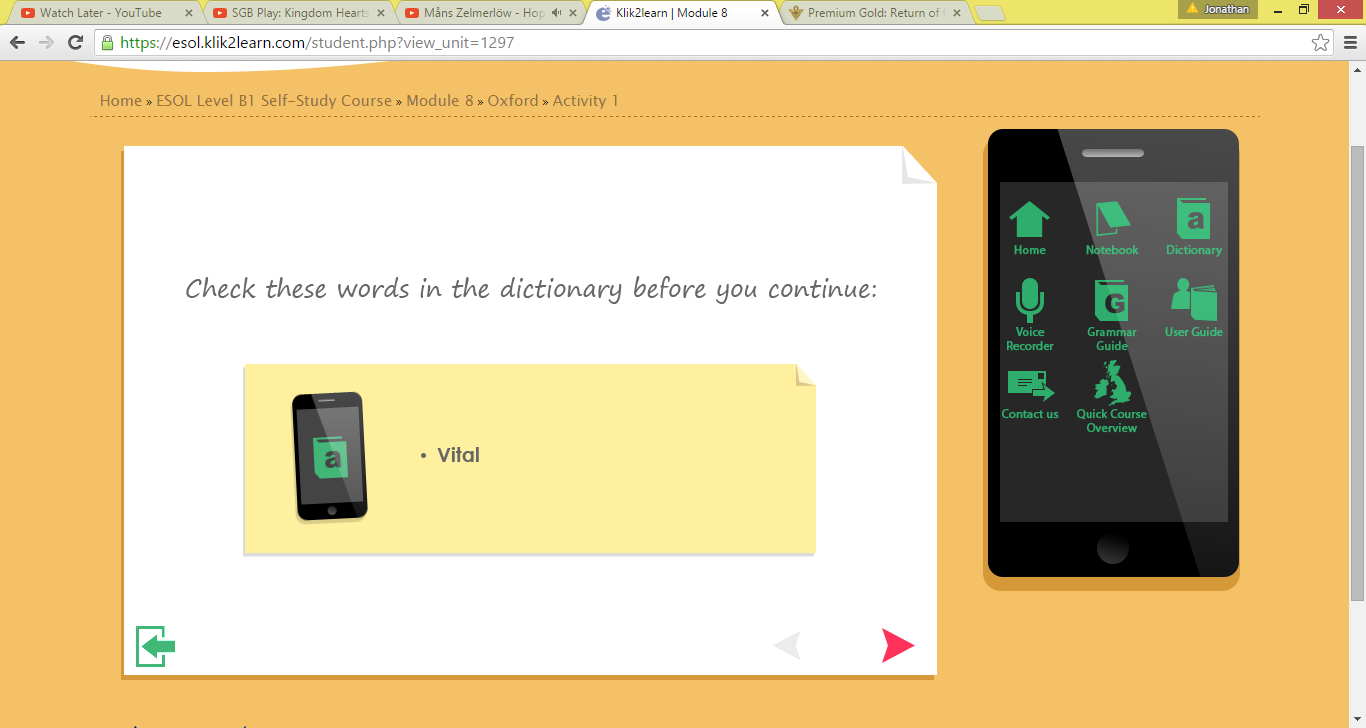 Watch Later - YouTube
SGB Play: Kingdom Hearts
Måns Zelmerlöw - Hop
Klik2learn | Module 8
Premium Gold: Return of t
Jonathan
https://esol.klik2learn.com/student.php?view_unit=1297
Home » ESOL Level B1 Self-Study Course » Module 8 » Oxford » Activity 1
Check these words in the dictionary before you continue:
a
• Vital
Home
Notebook
a
Dictionary
Voice
Recorder
G
Grammar
Guide
User Guide
Contact us
Quick Course
Overview